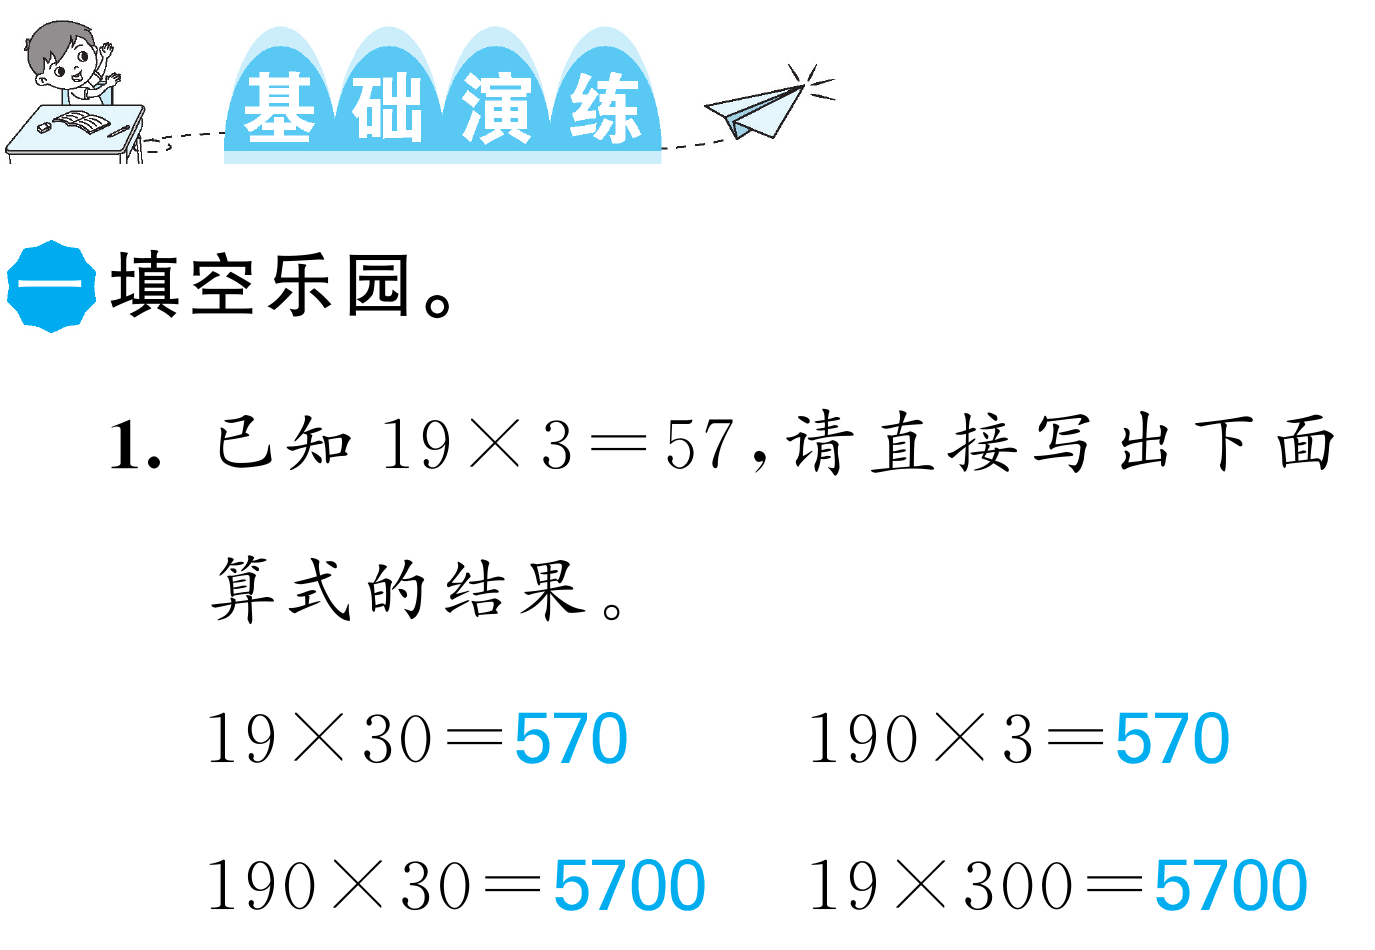 基础演练
一 填空乐园。
1. 已知 19×3=57,请直接写出下面
算式的结果。
19×30=570 190×3=570
190×30=5700 19×300=5700